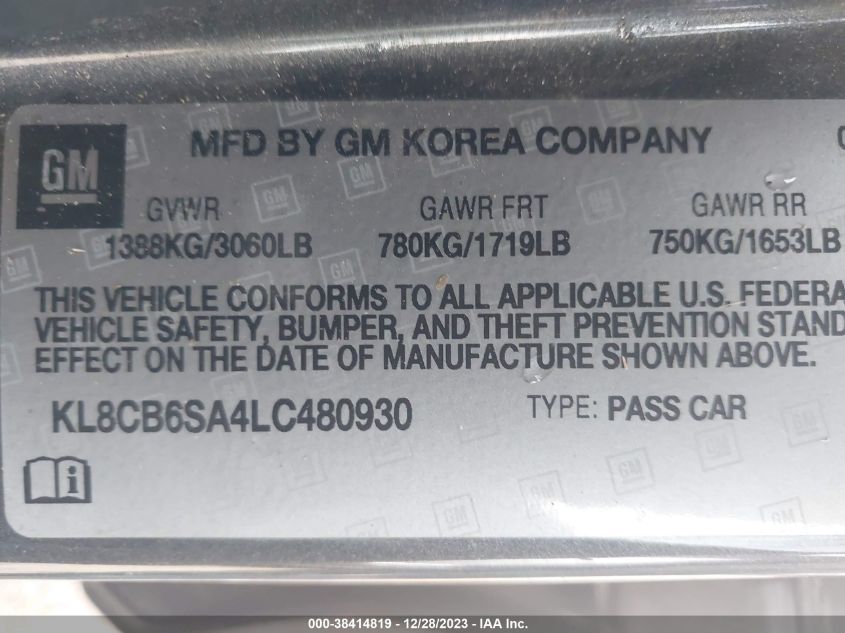 GM
MFD BY GM KOREA COMPANY
GVWR GAWR FRT GAWR RR
1388KG/3060LB 780KG/1719LB 750KG/1653LB
THIS VEHICLE CONFORMS TO ALL APPLICABLE U.S. FEDERA
VEHICLE SAFETY, BUMPER, AND THEFT PREVENTION STAND
EFFECT ON THE DATE OF MANUFACTURE SHOWN ABOVE.
KL8CB6SA4LC480930 TYPE: PASS CAR
000-38414819 - 12/28/2023 - IAA Inc.